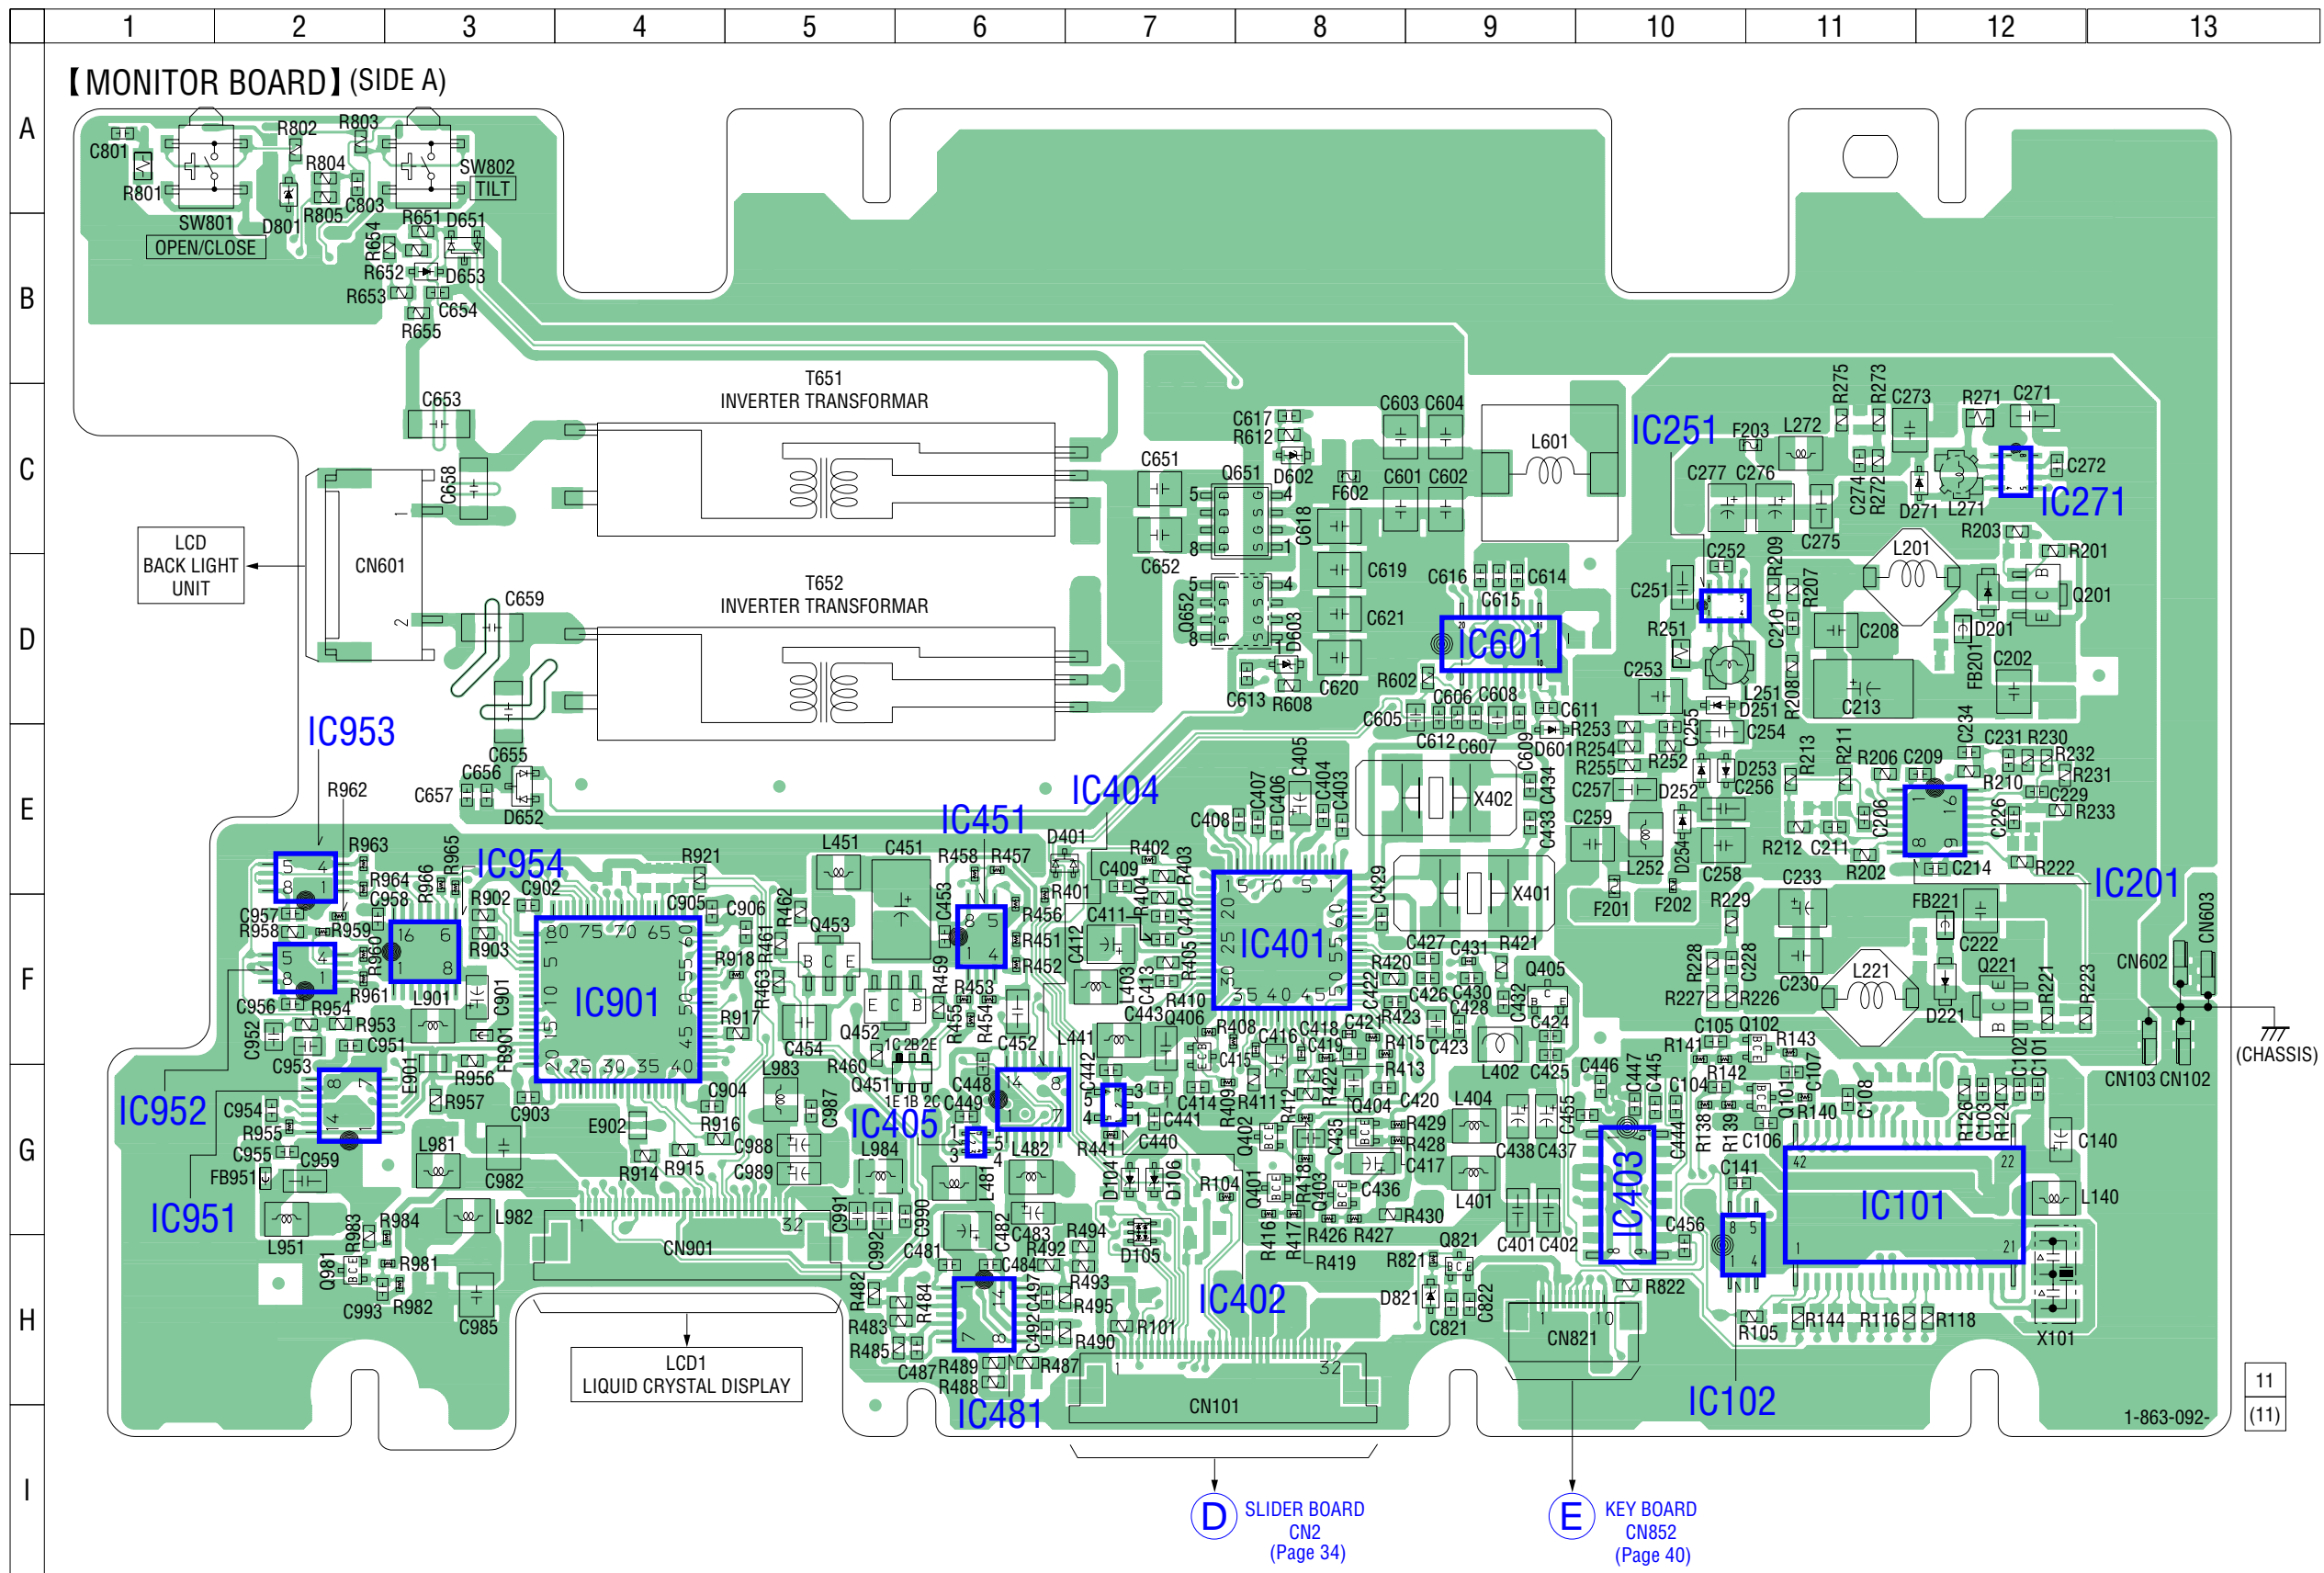 1 2 3 4 5 6 7 8 9 10 11 12 13
【MONITOR BOARD】 (SIDE A)
A
C801
R801
SW801
OPEN/CLOSE
R802
R803
R804
R805
C803
D801
SW802
TILT
B
R651
D651
R654
R652
D653
R653
C654
R655
C
T651
INVERTER TRANSFORMAR
C653
C658
1
LCD
BACK LIGHT
UNIT
CN601
2
C651
C652
Q651
5 4
8 1
C617
R612
D602
F602
C618
C603 C604
C601 C602
L601
IC251
F203
L272
R275
R273
C273
R271
C271
C277
C276
C274
R272
C275
D271
L271
C272
IC271
R203
R201
D
T652
INVERTER TRANSFORMAR
C659
Q652
C619
C621
C620
D603
C613
R608
C616
C615
C614
IC601
R602
C606
C608
C611
C605
C612
C607
C609
D601
C252
C251
R251
C253
L251
D251
R209
R207
C210
R208
C208
C213
L201
Q201
D201
FB201
C202
E
IC953
R962
C655
C656
C657
D652
IC451
IC404
C405
C407
C406
C404
C403
C408
X402
C434
C433
R253
R254
R255
R252
C255
C254
D253
D252
C256
C257
C259
L252
D254
C258
R213
R211
R206
C209
C234
C231
R230
R232
R231
R210
C229
R233
C226
C206
R212
C211
R202
C214
R222
IC201
R963
R964
R966
R965
IC954
R921
L451
C451
R458
R457
D401
R402
C409
R403
R401
R404
F
C957
R958
C958
R959
R960
R961
R902
C902
R903
C905
C906
R462
Q453
R461
R918
R463
C453
R456
R451
R452
R459
C411
C412
C410
R405
L403
C413
C429
X401
F201
F202
R229
C233
FB221
C222
CN603
CN602
C956
R954
R953
C952
C953
C951
L901
C901
FB901
IC901
R917
C454
Q452
R460
R453
R455
R454
C452
L441
R410
C443
Q406
R408
C416
C418
C419
C421
IC401
C422
R420
C427
C431
R421
C426
C430
C432
Q405
R423
C428
C423
C424
C425
L402
R415
R413
R228
C228
R227
R226
C230
L221
D221
Q221
R221
R223
C105
Q102
R143
R141
R142
C107
(CHASSIS)
CN103 CN102
G
IC952
C954
R955
C955
FB951
C959
IC951
L951
E901
R956
R957
C903
L981
C982
L982
R983
R984
E902
R914
R915
R916
C904
L983
C987
C988
C989
Q451
1C 2B 2E
1E 1B 2C
C448
C449
IC405
L984
L481
L482
C991
C992
C990
C482
C483
C442
C441
C440
R441
C414
C415
R409
R411
R412
R422
Q404
C420
Q402
C435
R429
R428
C417
D104
D106
R104
Q401
R418
Q403
C436
R416
R417
R426
R427
R430
R419
L404
L401
C438
C437
C455
C401 C402
C446
C447
C445
C444
C104
R138
R139
Q101
R140
C106
C108
C141
IC403
C456
IC101
R126
C103
R124
C102
C101
C140
L140
H
Q981
C993
R981
R982
C985
CN901
1 32
C481
C484
R492
R494
R493
R495
C497
R482
R483
R484
R485
C487
R489
R488
R487
C492
R490
R101
D105
IC402
R821
Q821
D821
C821
C822
CN821
1 10
R822
R105
R144
R116
R118
X101
LCD1
LIQUID CRYSTAL DISPLAY
IC481
CN101
1 32
IC102
1-863-092-
11
(11)
I
D SLIDER BOARD
CN2
(Page 34)
E KEY BOARD
CN852
(Page 40)